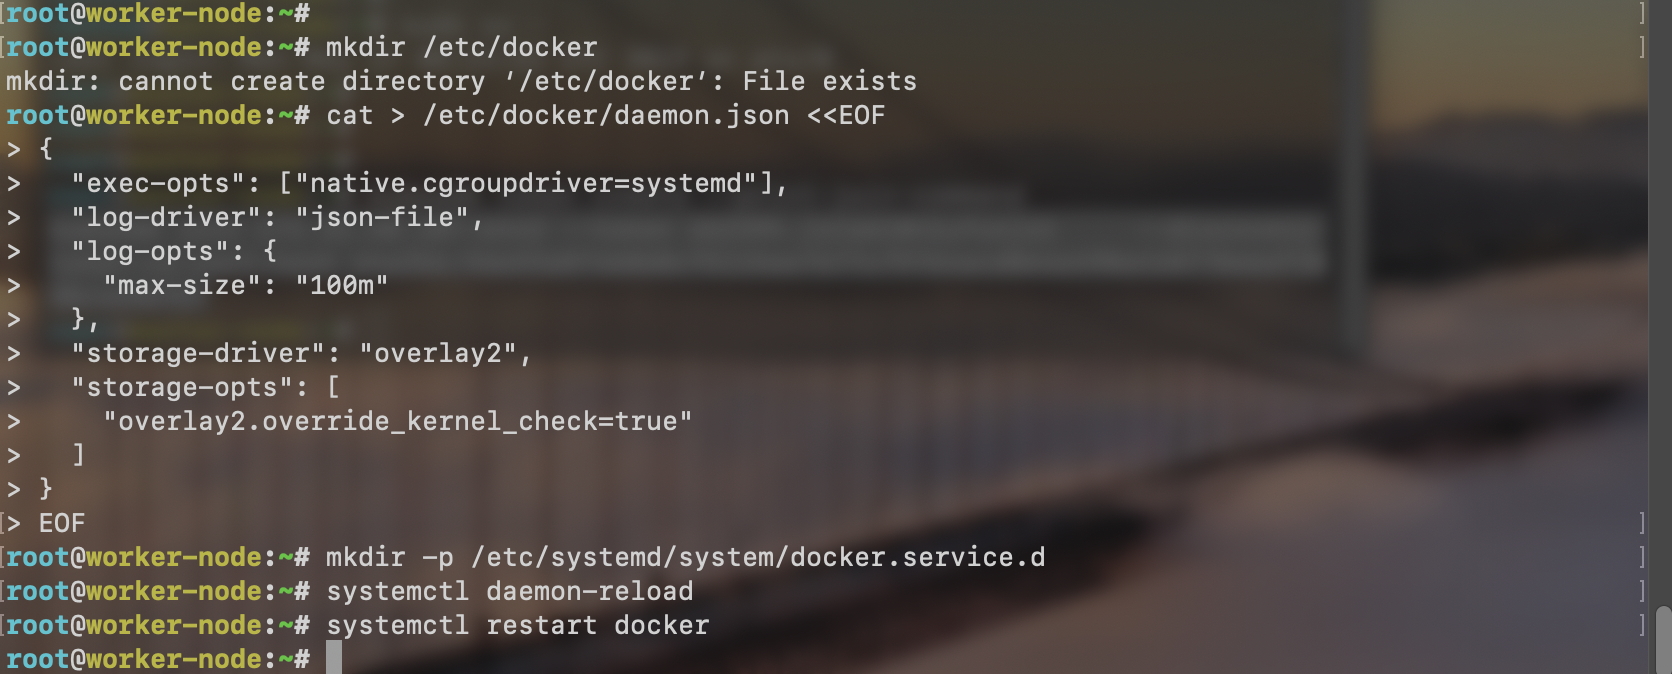 root@worker-node:~#
root@worker-node:~# mkdir /etc/docker
mkdir: cannot create directory ‘/etc/docker’: File exists
root@worker-node:~# cat > /etc/docker/daemon.json <<EOF
> {
>   "exec-opts": ["native.cgroupdriver=systemd"],
>   "log-driver": "json-file",
>   "log-opts": {
>     "max-size": "100m"
>   },
>   "storage-driver": "overlay2",
>   "storage-opts": [
>     "overlay2.override_kernel_check=true"
>   ]
> }
> EOF
root@worker-node:~# mkdir -p /etc/systemd/system/docker.service.d
root@worker-node:~# systemctl daemon-reload
root@worker-node:~# systemctl restart docker
root@worker-node:~#